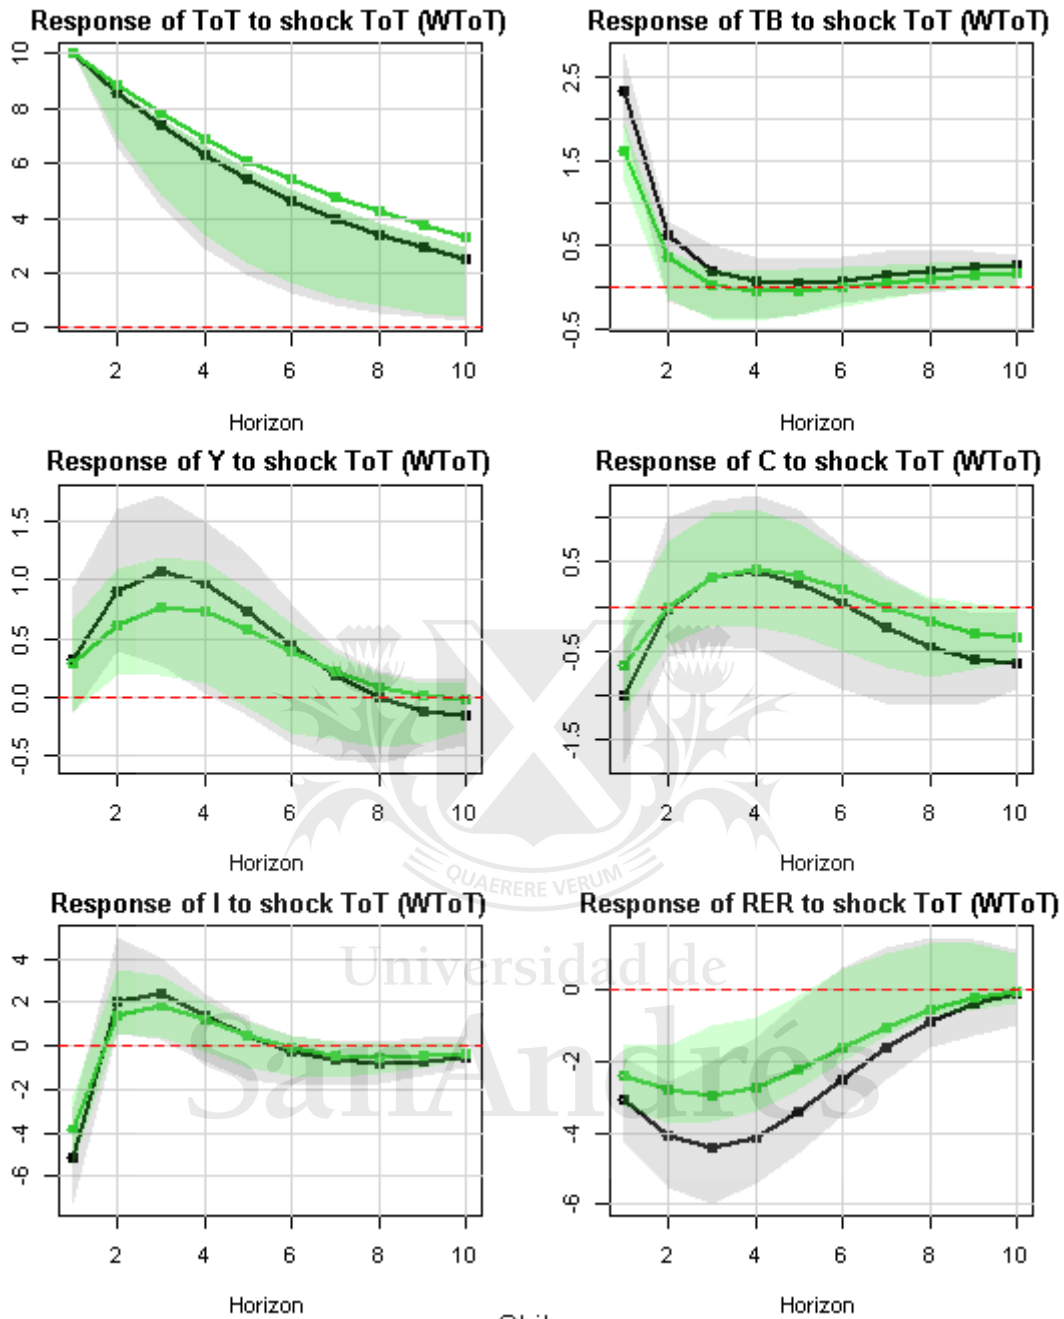 Response of ToT to shock ToT (WToT)
10
8
6
4
2
0
2 4 6 8 10
Horizon
Response of TB to shock ToT (WToT)
2.5
1.5
0.5
-0.5
2 4 6 8 10
Horizon
Response of Y to shock ToT (WToT)
1.5
1.0
0.5
0.0
-0.5
2 4 6 8 10
Horizon
Response of C to shock ToT (WToT)
0.5
-0.5
-1.5
2 4 6 8 10
Horizon
QUAERERE VERUM
Response of I to shock ToT (WToT)
4
2
0
-2
-4
-6
2 4 6 8 10
Horizon
Response of RER to shock ToT (WToT)
0
-2
-4
-6
2 4 6 8 10
Horizon
Universidad de
SanAndrés